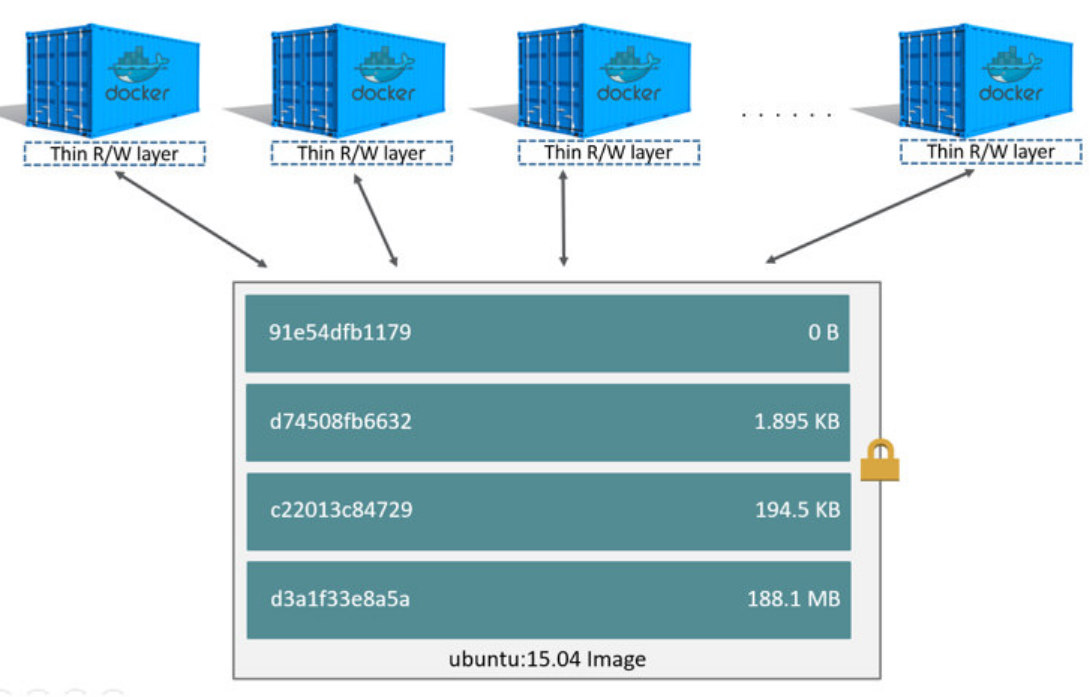 docker docker docker docker
Thin R/W layer Thin R/W layer Thin R/W layer . . . . . . Thin R/W layer
91e54dfb1179 0 B
d74508fb6632 1.895 KB
c22013c84729 194.5 KB
d3a1f33e8a5a 188.1 MB
ubuntu:15.04 Image